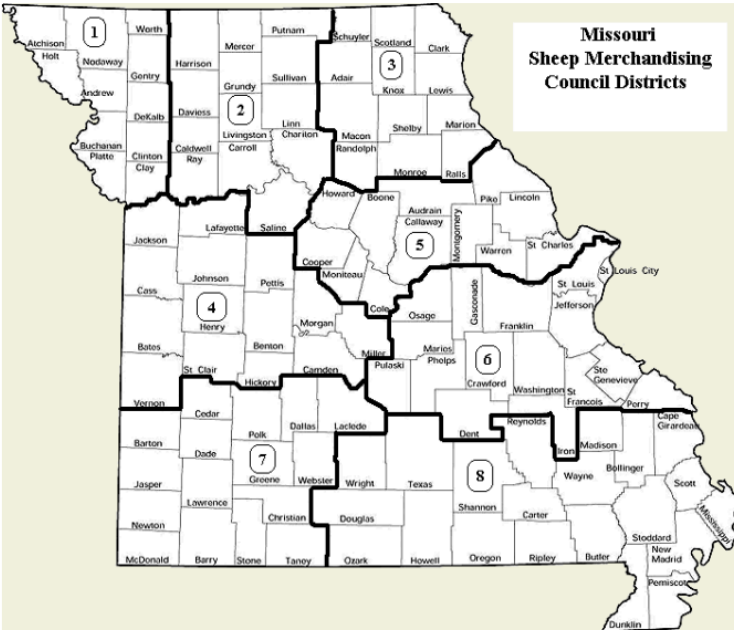 Missouri
Sheep Merchandising
Council Districts
1
Worth
Putnam
Schuyler
Scotland
Clark
Atchison
Holt
Nodaway
Mercer
Harrison
3
Gentry
Sullivan
Adair
Knox
Lewis
Andrew
Grundy
2
DeKalb
Daviess
Linn
Livingston
Chariton
Macon
Randolph
Shelby
Marion
Buchanan
Platte
Clinton
Clay
Caldwell
Ray
Carroll
Monroe
Ralls
Howard
Boone
Pike
Lincoln
Audrain
Callaway
Montgomery
5
Lafayette
Saline
Jackson
Warren
St Charles
Cooper
Moniteau
Johnson
Pettis
St Louis City
Cass
4
Cole
Osage
Gasconade
St Louis
Jefferson
Henry
Morgan
Franklin
Bates
Benton
Miller
Maries
Phelps
6
St Clair
Hickory
Camden
Pulaski
Crawford
Washington
St
Francois
Ste
Genevieve
Perry
Vernon
Cedar
Dallas
Laclede
Dent
Reynolds
Iron
Madison
Cape
Girardeau
Barton
Polk
Dade
7
Greene
Webster
Wright
Texas
8
Wayne
Bollinger
Jasper
Scott
Lawrence
Shannon
Christian
Douglas
Carter
Mississippi
Newton
Stoddard
McDonald
Barry
Stone
Taney
Ozark
Howell
Oregon
Ripley
Butler
New
Madrid
Pemiscot
Dunklin